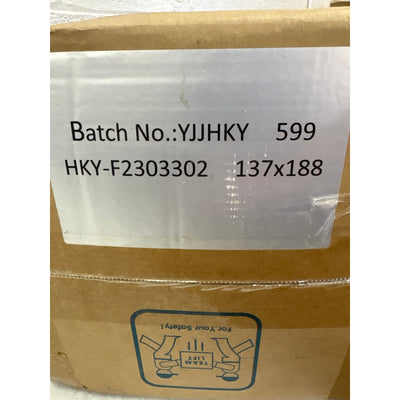 Batch No.:YJJHKY 599
HKY-F2303302 137x188
For Your Safety!
TEAM
LIFT